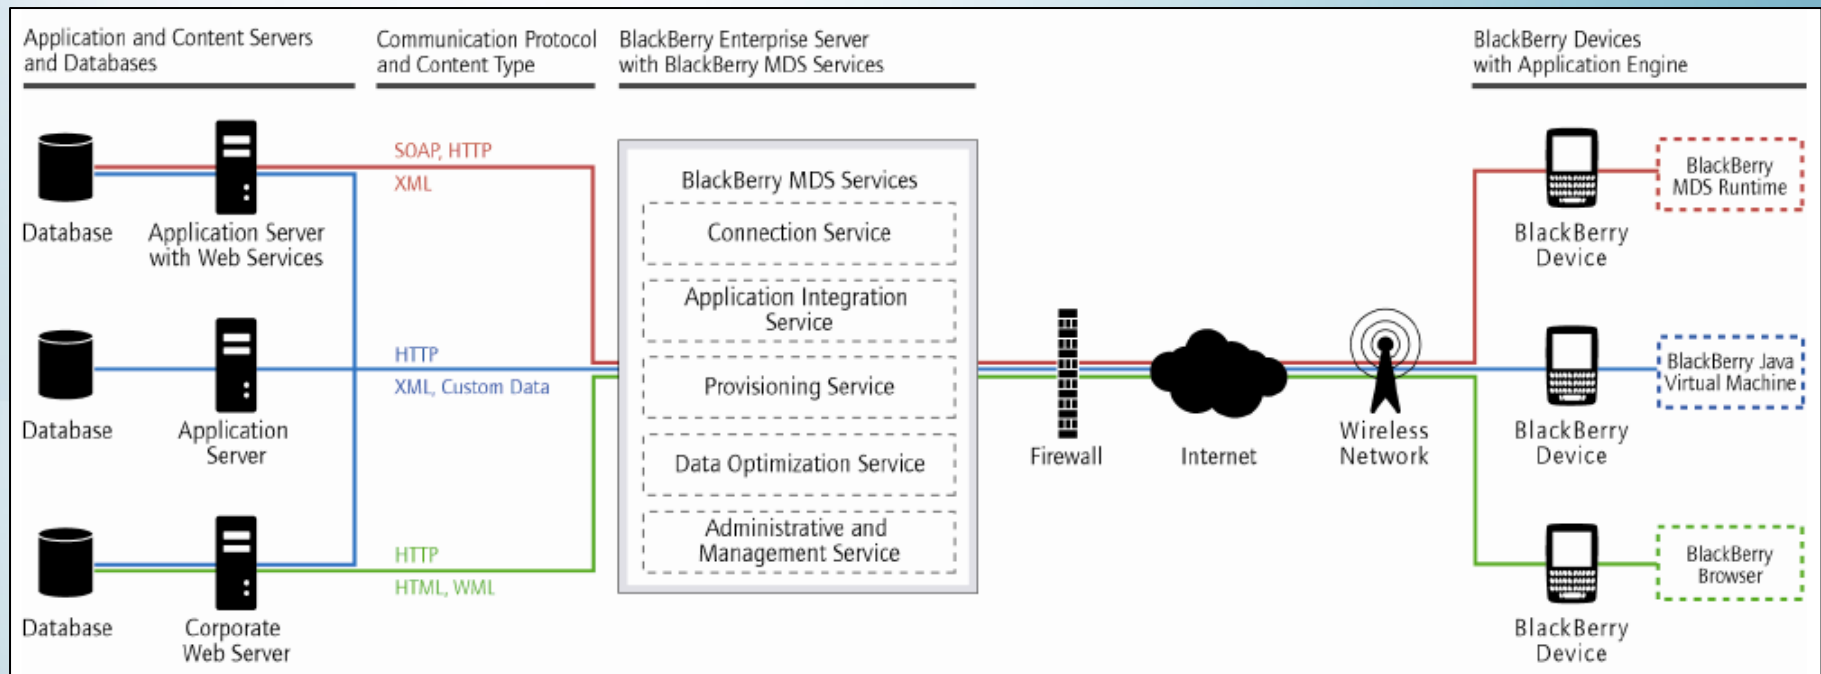 Application and Content Servers
and Databases
Communication Protocol
and Content Type
BlackBerry Enterprise Server
with BlackBerry MDS Services
BlackBerry Devices
with Application Engine
Database
Application Server
with Web Services
SOAP, HTTP
XML
Database
Application
Server
HTTP
XML, Custom Data
Database
Corporate
Web Server
HTTP
HTML, WML
BlackBerry MDS Services
Connection Service
Application Integration
Service
Provisioning Service
Data Optimization Service
Administrative and
Management Service
Firewall
Internet
Wireless
Network
BlackBerry
Device
BlackBerry
MDS Runtime
BlackBerry
Device
BlackBerry Java
Virtual Machine
BlackBerry
Device
BlackBerry
Browser